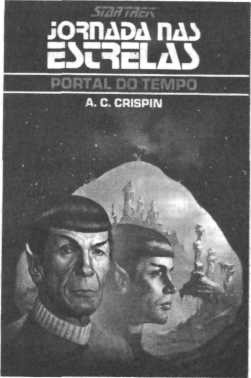 STAR TREK
JORNADA NAS
ESTRELAS
PORTAL DO TEMPO
A. C. CRISPIN